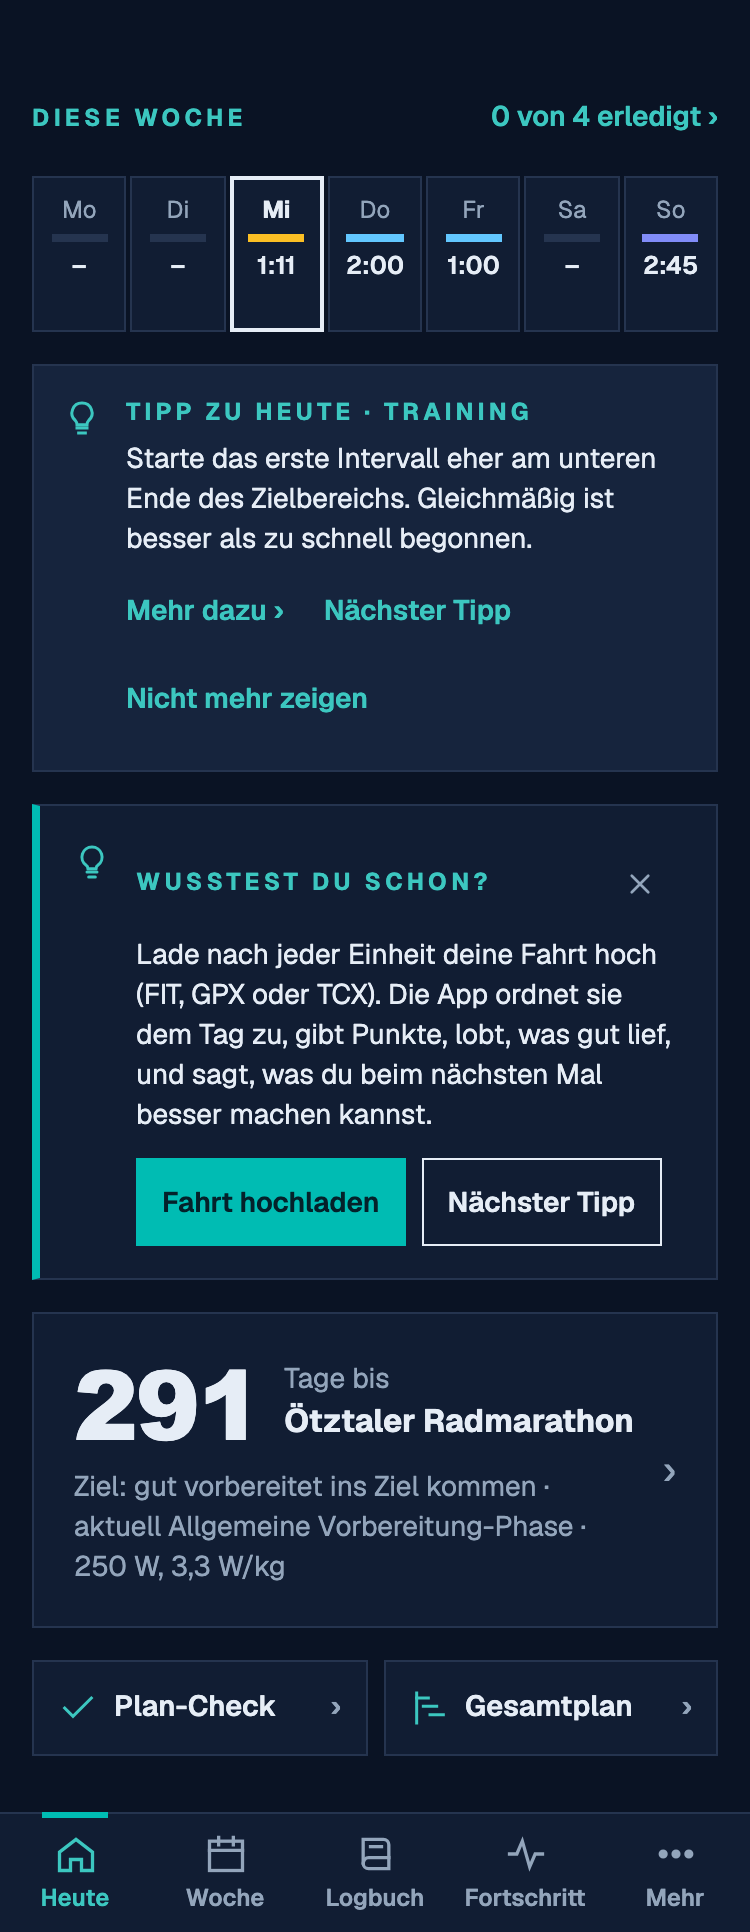 DIESE WOCHE 0 von 4 erledigt ›
Mo Di Mi Do Fr Sa So
– – 1:11 2:00 1:00 – 2:45
TIPP ZU HEUTE · TRAINING
Starte das erste Intervall eher am unteren
Ende des Zielbereichs. Gleichmäßig ist
besser als zu schnell begonnen.
Mehr dazu › Nächster Tipp
Nicht mehr zeigen
WUSSTEST DU SCHON?
Lade nach jeder Einheit deine Fahrt hoch
(FIT, GPX oder TCX). Die App ordnet sie
dem Tag zu, gibt Punkte, lobt, was gut lief,
und sagt, was du beim nächsten Mal
besser machen kannst.
Fahrt hochladen Nächster Tipp
291 Tage bis
Ötztaler Radmarathon
Ziel: gut vorbereitet ins Ziel kommen ·
aktuell Allgemeine Vorbereitung-Phase ·
250 W, 3,3 W/kg
›
Plan-Check › Gesamtplan ›
Heute Woche Logbuch Fortschritt Mehr